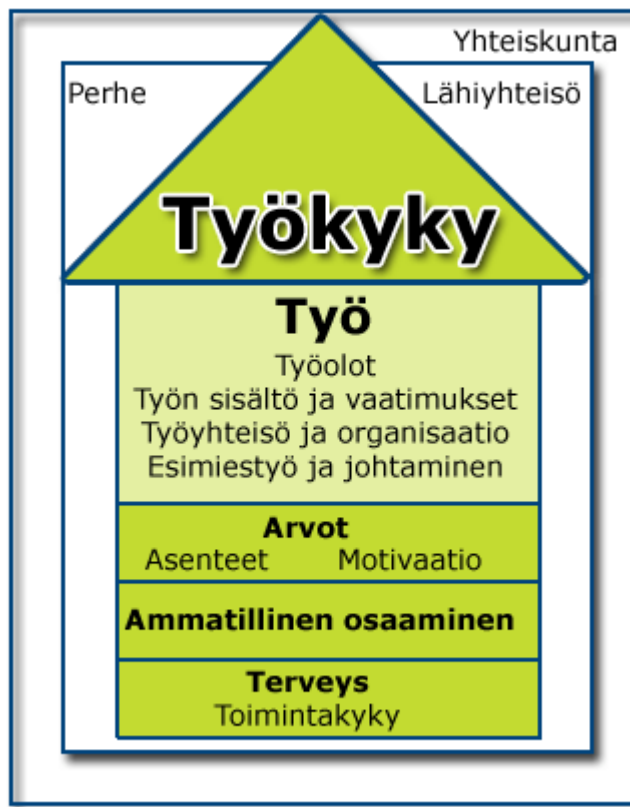 Yhteiskunta
Perhe
Lähiyhteisö
Työkyky
Työ
Työolot
Työn sisältö ja vaatimukset
Työyhteisö ja organisaatio
Esimiestyö ja johtaminen
Arvot
Asenteet Motivaatio
Ammatillinen osaaminen
Terveys
Toimintakyky